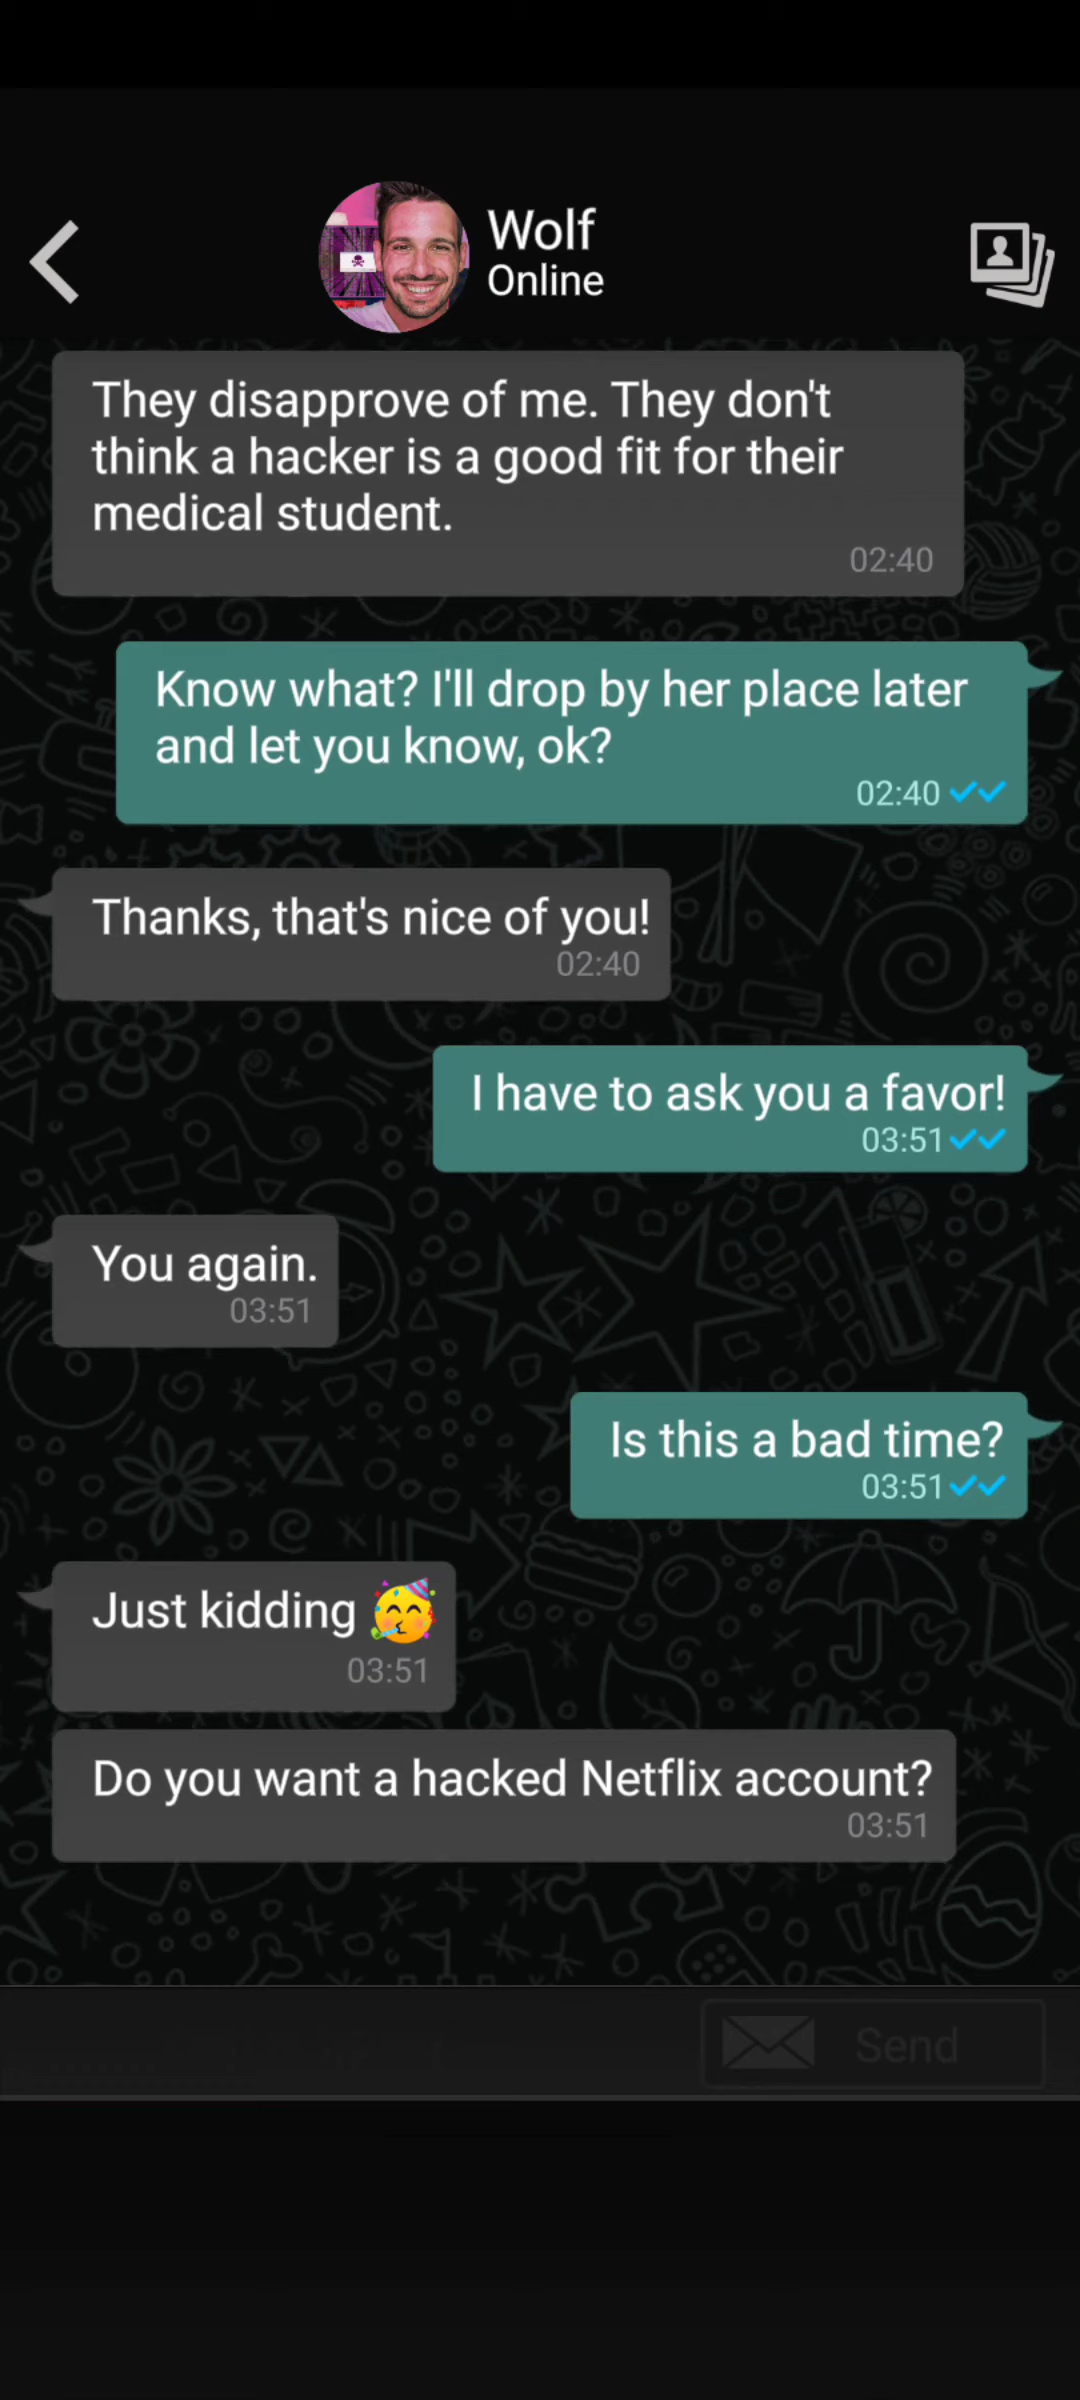 Wolf
Online
They disapprove of me. They don't
think a hacker is a good fit for their
medical student.
02:40
Know what? I'll drop by her place later
and let you know, ok?
02:40
Thanks, that's nice of you!
02:40
I have to ask you a favor!
03:51
You again.
03:51
Is this a bad time?
03:51
Just kidding 🥳
03:51
Do you want a hacked Netflix account?
03:51
Send